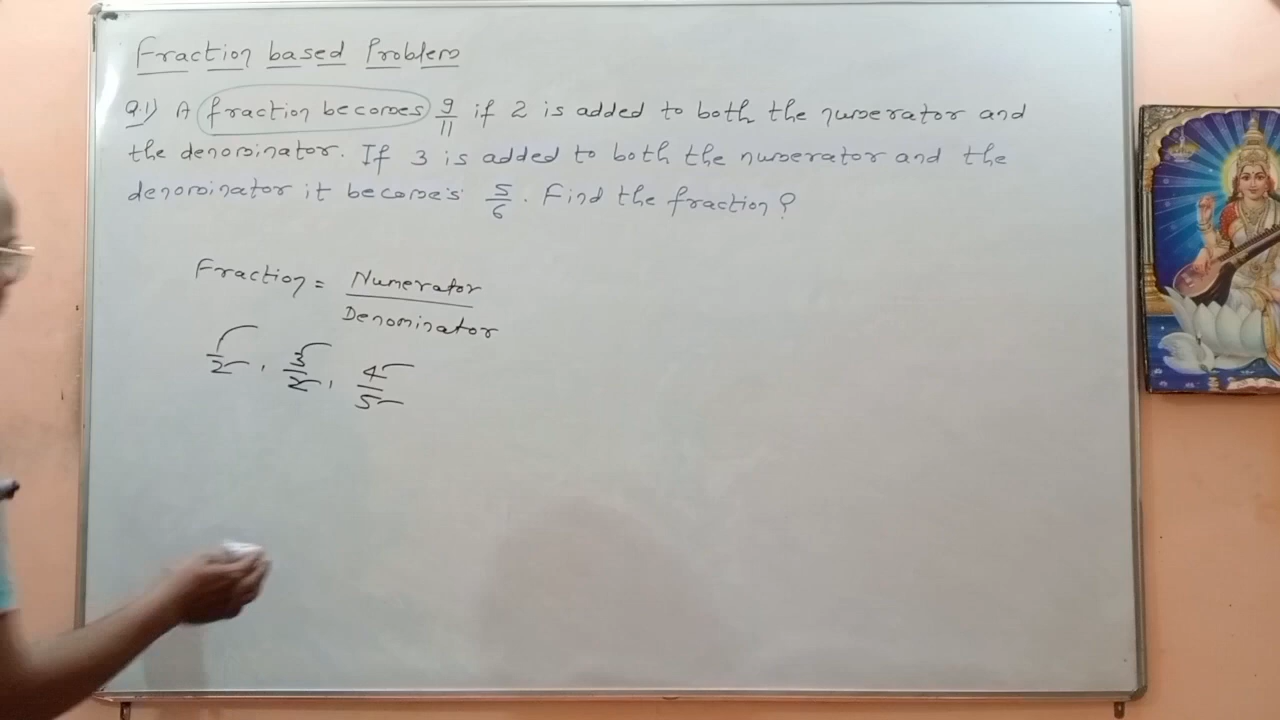 Fraction based Problem
Q.1) A fraction becomes 9/11 if 2 is added to both the numerator and
the denominator. If 3 is added to both the numerator and the
denominator it becomes 5/6. Find the fraction?
Fraction = Numerator/Denominator
1/2, 3/2, 4/5